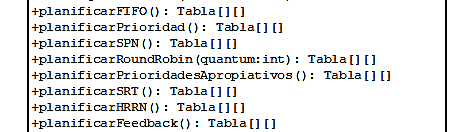 +planificarFIFO(): Tabla[][]
+planificarPrioridad(): Tabla[][]
+planificarSPN(): Tabla[][]
+planificarRoundRobin(quantum:int): Tabla[][]
+planificarPrioridadesApropiativos(): Tabla[][]
+planificarSRT(): Tabla[][]
+planificarHRRN(): Tabla[][]
+planificarFeedback(): Tabla[][]